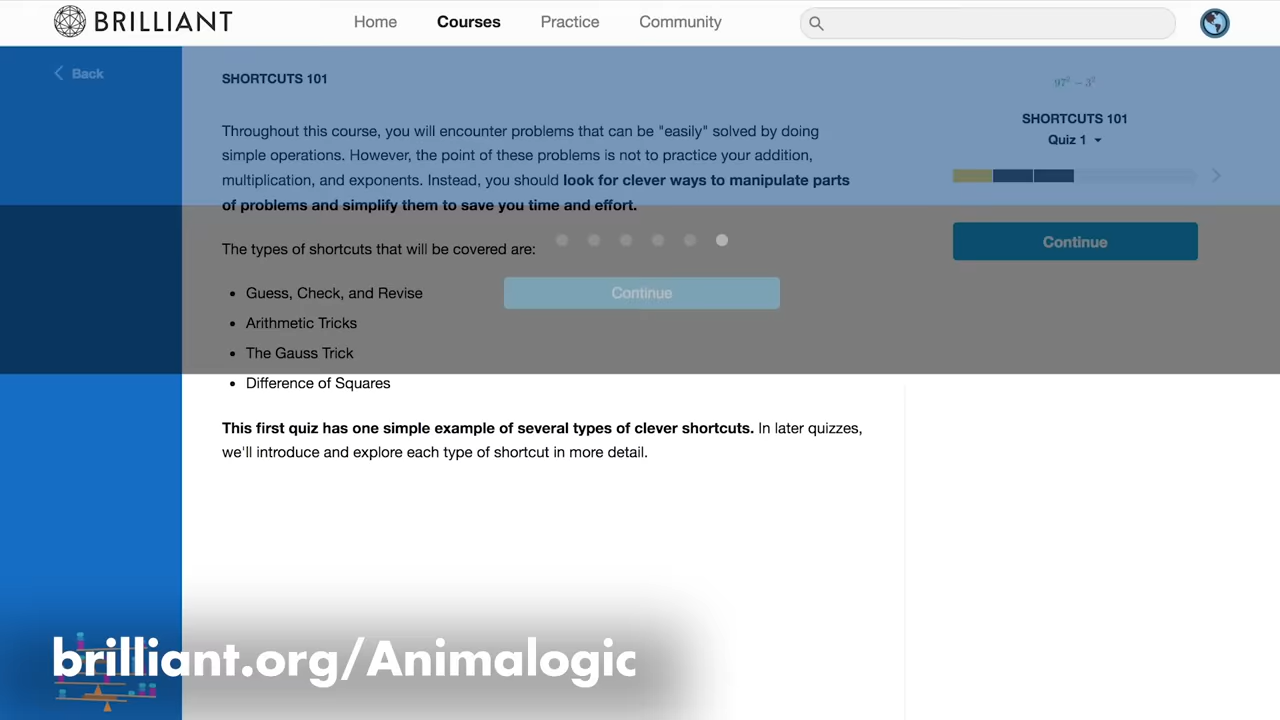 BRILLIANT
Home Courses Practice Community
Back
SHORTCUTS 101
97² − 3²
SHORTCUTS 101
Quiz 1
Throughout this course, you will encounter problems that can be "easily" solved by doing
simple operations. However, the point of these problems is not to practice your addition,
multiplication, and exponents. Instead, you should look for clever ways to manipulate parts
of problems and simplify them to save you time and effort.
Continue
The types of shortcuts that will be covered are:
Continue
• Guess, Check, and Revise
• Arithmetic Tricks
• The Gauss Trick
• Difference of Squares
This first quiz has one simple example of several types of clever shortcuts. In later quizzes,
we'll introduce and explore each type of shortcut in more detail.
brilliant.org/Animalogic